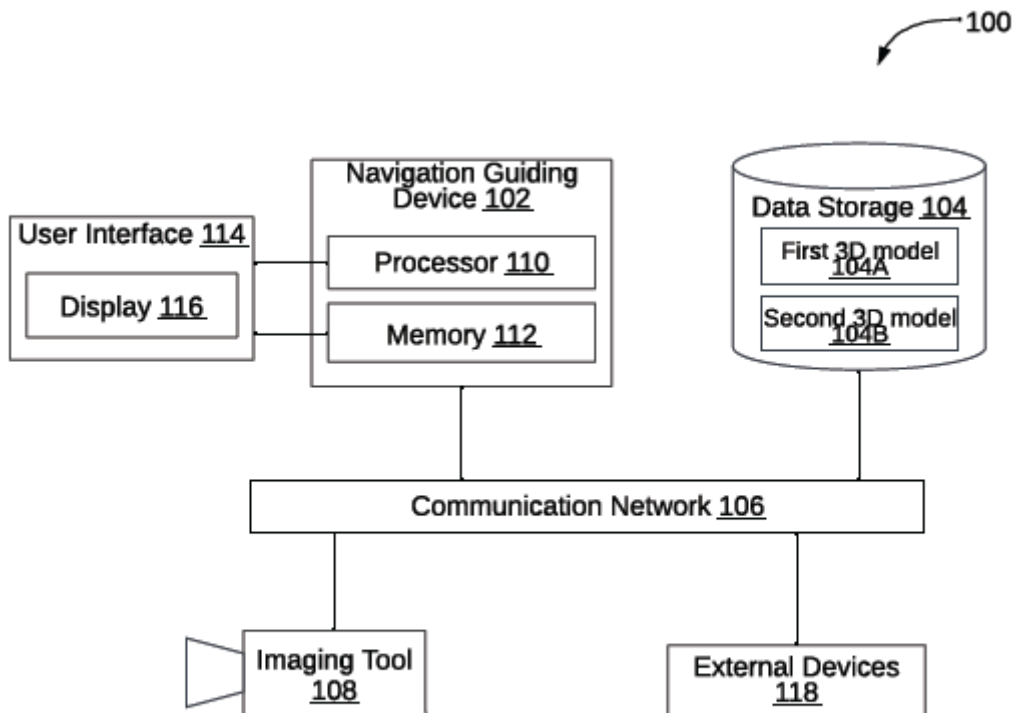 100
Navigation Guiding
Device 102
User Interface 114
Display 116
Processor 110
Memory 112
Data Storage 104
First 3D model
104A
Second 3D model
104B
Communication Network 106
Imaging Tool
108
External Devices
118